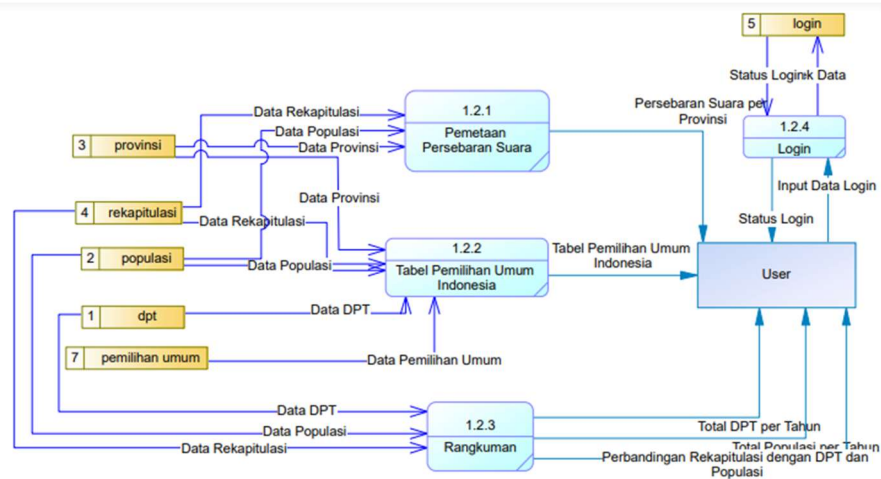 5 login
Status Login
k Data
Persebaran Suara per
Provinsi
1.2.4
Login
Input Data Login
Status Login
Data Rekapitulasi
Data Populasi
Data Provinsi
1.2.1
Pemetaan
Persebaran Suara
3 provinsi
Data Provinsi
4 rekapitulasi
Data Rekapitulasi
2 populasi
Data Populasi
1.2.2
Tabel Pemilihan Umum
Indonesia
Tabel Pemilihan Umum
Indonesia
User
1 dpt
Data DPT
7 pemilihan umum
Data Pemilihan Umum
Data DPT
Data Populasi
Data Rekapitulasi
1.2.3
Rangkuman
Total DPT per Tahun
Total Populasi per Tahun
Perbandingan Rekapitulasi dengan DPT dan
Populasi